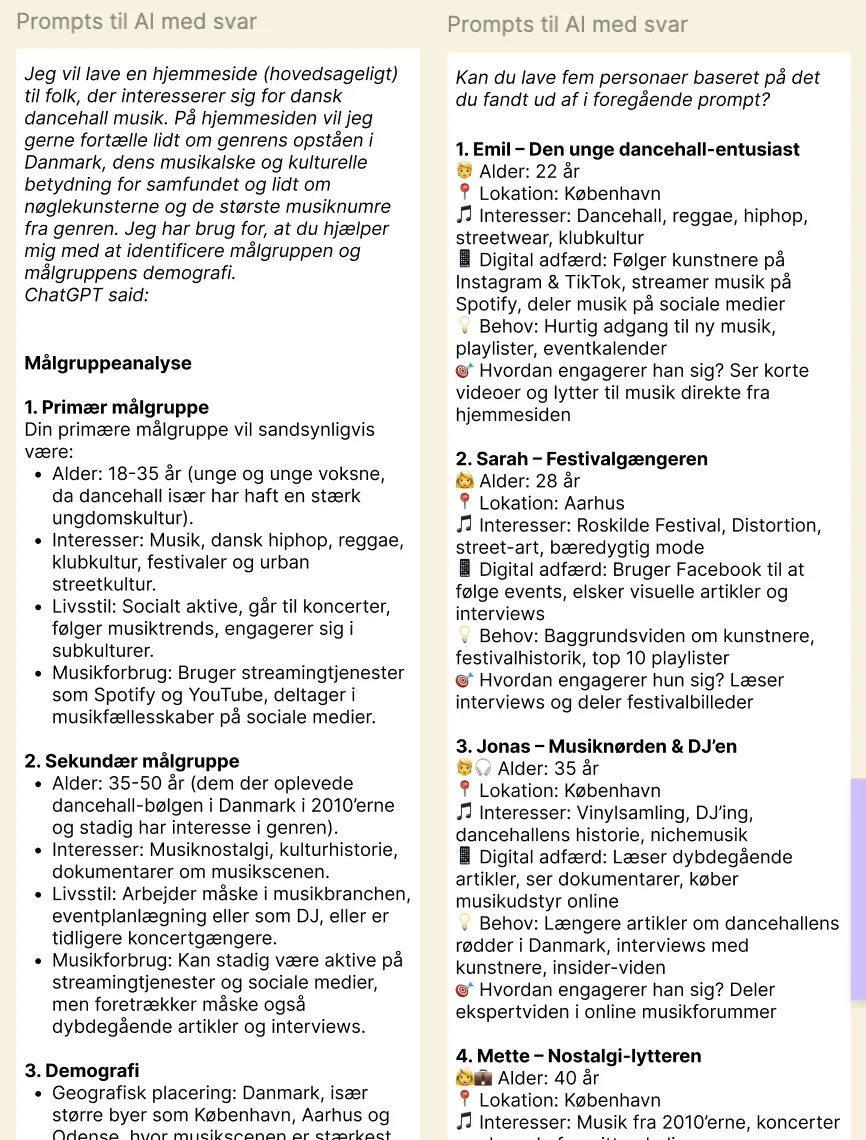 Prompts til AI med svar
Jeg vil lave en hjemmeside (hovedsageligt)
til folk, der interesserer sig for dansk
dancehall musik. På hjemmesiden vil jeg
gerne fortælle lidt om genrens opståen i
Danmark, dens musikalske og kulturelle
betydning for samfundet og lidt om
nøglekunsterne og de største musiknumre
fra genren. Jeg har brug for, at du hjælper
mig med at identificere målgruppen og
målgruppens demografi.
ChatGPT said:
Målgruppeanalyse
1. Primær målgruppe
Din primære målgruppe vil sandsynligvis
være:
• Alder: 18-35 år (unge og unge voksne,
da dancehall især har haft en stærk
ungdomskultur).
• Interesser: Musik, dansk hiphop, reggae,
klubkultur, festivaler og urban
streetkultur.
• Livsstil: Socialt aktive, går til koncerter,
følger musiktrends, engagerer sig i
subkulturer.
• Musikforbrug: Bruger streamingtjenester
som Spotify og YouTube, deltager i
musikfællesskaber på sociale medier.
2. Sekundær målgruppe
• Alder: 35-50 år (dem der oplevede
dancehall-bølgen i Danmark i 2010’erne
og stadig har interesse i genren).
• Interesser: Musiknostalgi, kulturhistorie,
dokumentarer om musikscenen.
• Livsstil: Arbejder måske i musikbranchen,
eventplanlægning eller som DJ, eller er
tidligere koncertgængere.
• Musikforbrug: Kan stadig være aktive på
streamingtjenester og sociale medier,
men foretrækker måske også
dybdegående artikler og interviews.
3. Demografi
• Geografisk placering: Danmark, især
større byer som København, Aarhus og
Odense, hvor musikscenen er stærkest
Prompts til AI med svar
Kan du lave fem personaer baseret på det
du fandt ud af i foregående prompt?
1. Emil – Den unge dancehall-entusiast
👦 Alder: 22 år
📍 Lokation: København
🎵 Interesser: Dancehall, reggae, hiphop,
streetwear, klubkultur
📱 Digital adfærd: Følger kunstnere på
Instagram & TikTok, streamer musik på
Spotify, deler musik på sociale medier
💡 Behov: Hurtig adgang til ny musik,
playlister, eventkalender
🎯 Hvordan engagerer han sig? Ser korte
videoer og lytter til musik direkte fra
hjemmesiden
2. Sarah – Festivalgængeren
👩 Alder: 28 år
📍 Lokation: Aarhus
🎵 Interesser: Roskilde Festival, Distortion,
street-art, bæredygtig mode
📱 Digital adfærd: Bruger Facebook til at
følge events, elsker visuelle artikler og
interviews
💡 Behov: Baggrundsviden om kunstnere,
festivalhistorik, top 10 playlister
🎯 Hvordan engagerer hun sig? Læser
interviews og deler festivalbilleder
3. Jonas – Musiknørden & DJ’en
👨🎧 Alder: 35 år
📍 Lokation: København
🎵 Interesser: Vinylsamling, DJ’ing,
dancehallens historie, nichemusik
📱 Digital adfærd: Læser dybdegående
artikler, ser dokumentarer, køber
musikudstyr online
💡 Behov: Længere artikler om dancehallens
rødder i Danmark, interviews med
kunstnere, insider-viden
🎯 Hvordan engagerer han sig? Deler
ekspertviden i online musikforummer
4. Mette – Nostalgi-lytteren
👩💼 Alder: 40 år
📍 Lokation: København
🎵 Interesser: Musik fra 2010’erne, koncerter